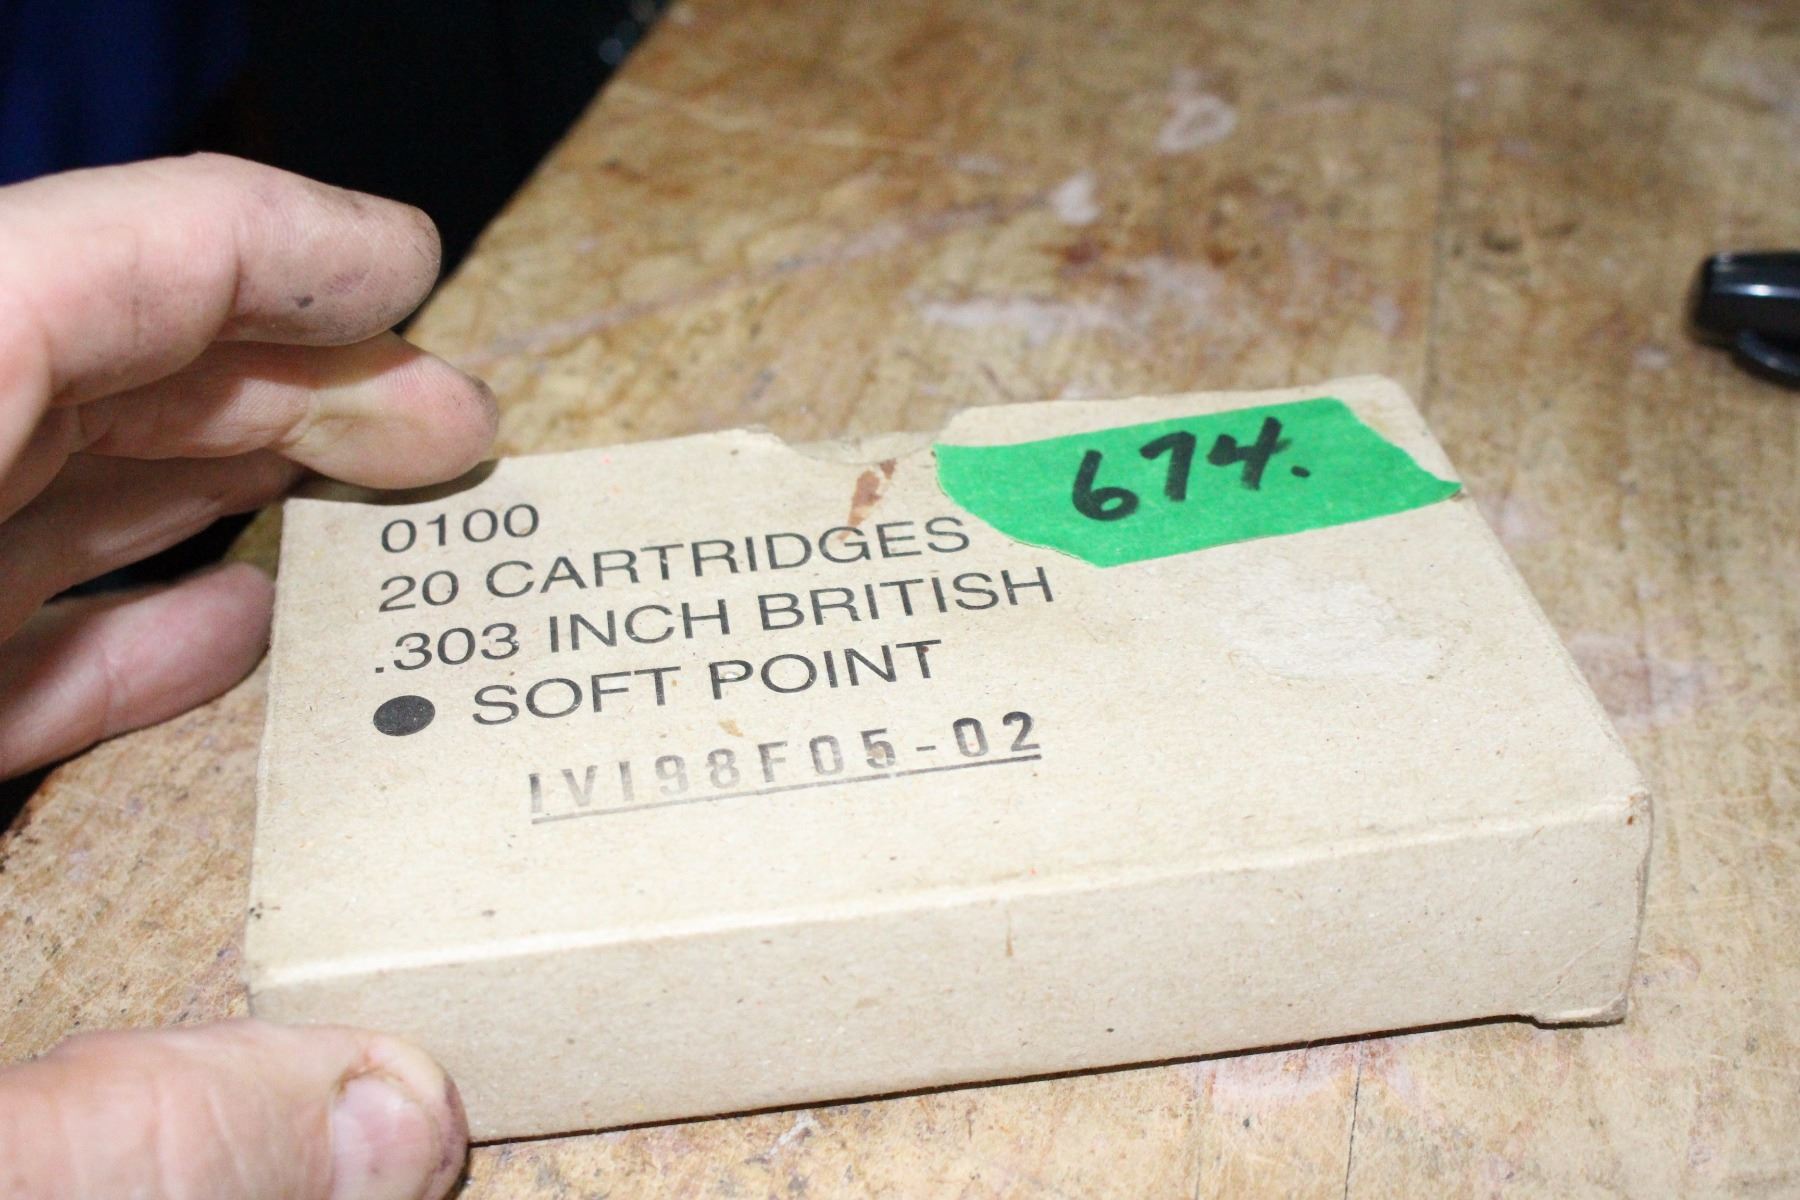 674.
0100
20 CARTRIDGES
.303 INCH BRITISH
● SOFT POINT
IVI98F05-02